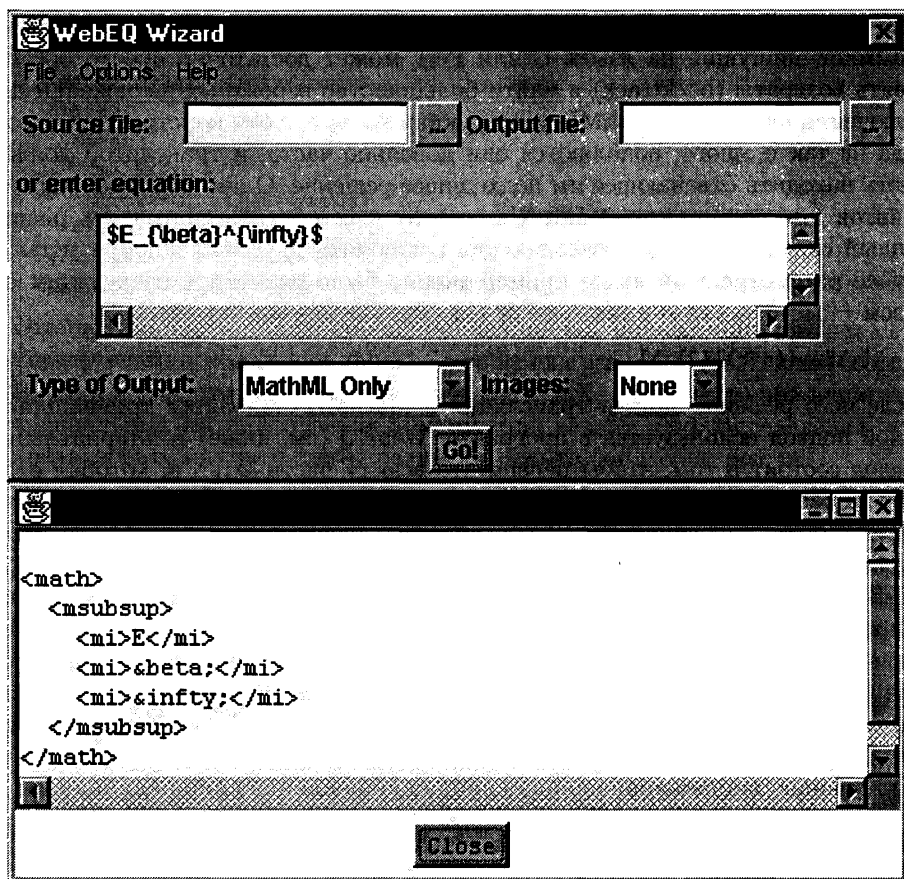 WebEQ Wizard
File Options Help
Source file: ... Output file: ...
or enter equation:
$E_{\beta}^{\infty}$
Type of Output: MathML Only Images: None
Go!
<math>
<msubsup>
<mi>E</mi>
<mi>&beta;</mi>
<mi>&infty;</mi>
</msubsup>
</math>
Close